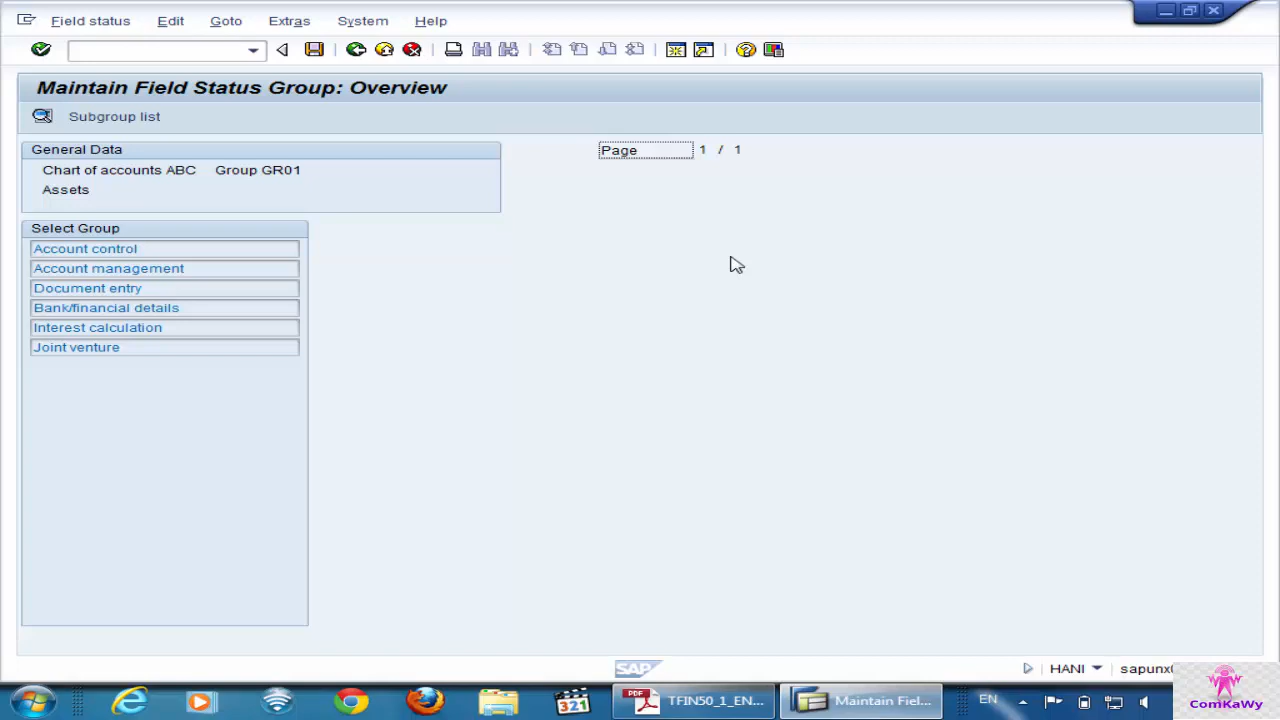 Field status Edit Goto Extras System Help
Maintain Field Status Group: Overview
Subgroup list
General Data
Page 1 / 1
Chart of accounts ABC Group GR01
Assets
Select Group
Account control
Account management
Document entry
Bank/financial details
Interest calculation
Joint venture
SAP
HANI
321
PDF
TFIN50_1_EN...
Maintain Fiel...
EN
ComKaWy